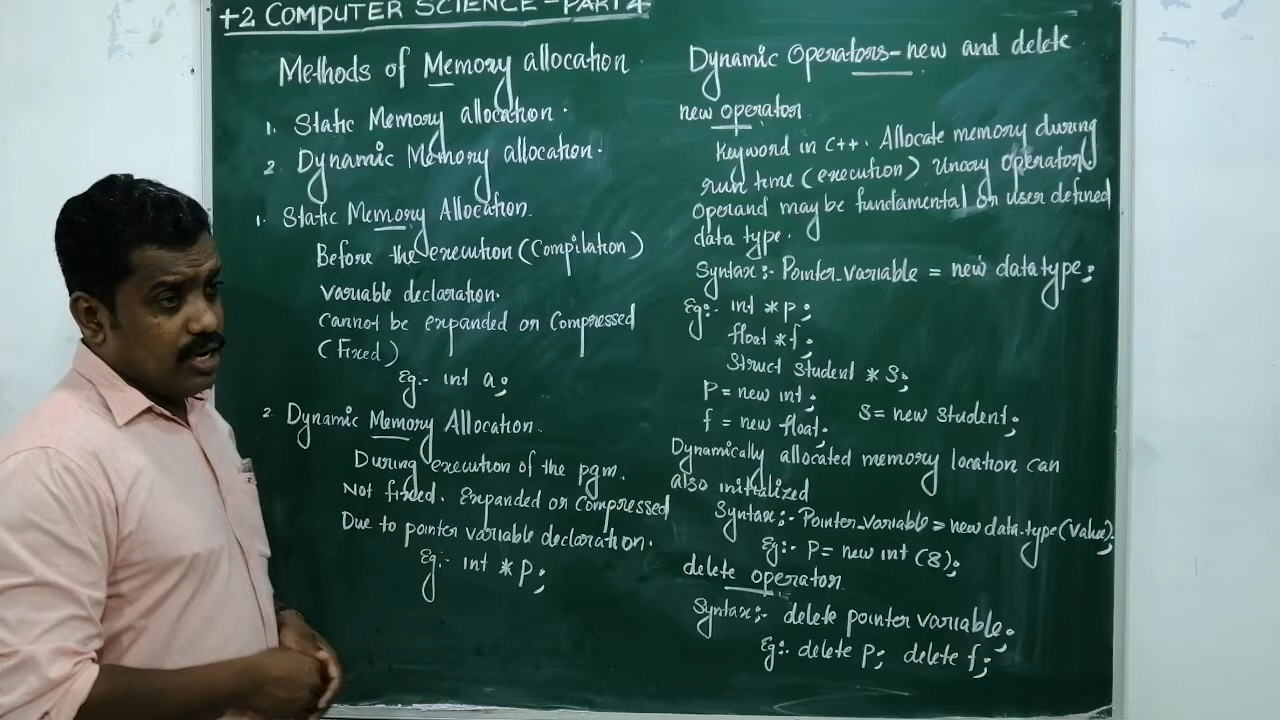 +2 COMPUTER SCIENCE - PART 4
Methods of Memory allocation
1. Static Memory allocation.
2. Dynamic Memory allocation.
1. Static Memory Allocation.
Before the execution (Compilation)
variable declaration.
Cannot be expanded or Compressed
(Fixed)
Eg:- int a;
2. Dynamic Memory Allocation.
During execution of the pgm.
Not fixed. Expanded or Compressed
Due to pointer variable declaration.
Eg:- int *p;
Dynamic Operators - new and delete
new operator
Keyword in C++. Allocate memory during
run time (execution) Unary operator.
Operand may be fundamental or user defined
data type.
Syntax:- Pointer_variable = new datatype;
Eg:- int *p;
float *f;
Struct Student *S;
P = new int;
S = new Student;
f = new float;
Dynamically allocated memory location can
also initialized
Syntax:- Pointer_Variable = new data-type (Value);
Eg:- P = new int (8);
delete operator
Syntax:- delete pointer variable;
Eg:- delete p; delete f;